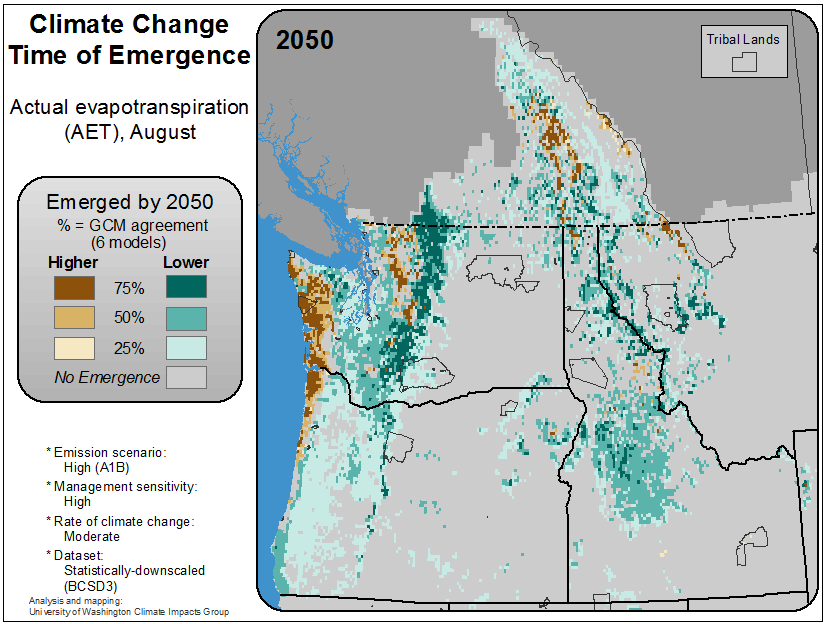 Climate Change
Time of Emergence
Actual evapotranspiration
(AET), August
Emerged by 2050
% = GCM agreement
(6 models)
Higher Lower
75%
50%
25%
No Emergence
* Emission scenario:
High (A1B)
* Management sensitivity:
High
* Rate of climate change:
Moderate
* Dataset:
Statistically-downscaled
(BCSD3)
Analysis and mapping:
University of Washington Climate Impacts Group
2050
Tribal Lands